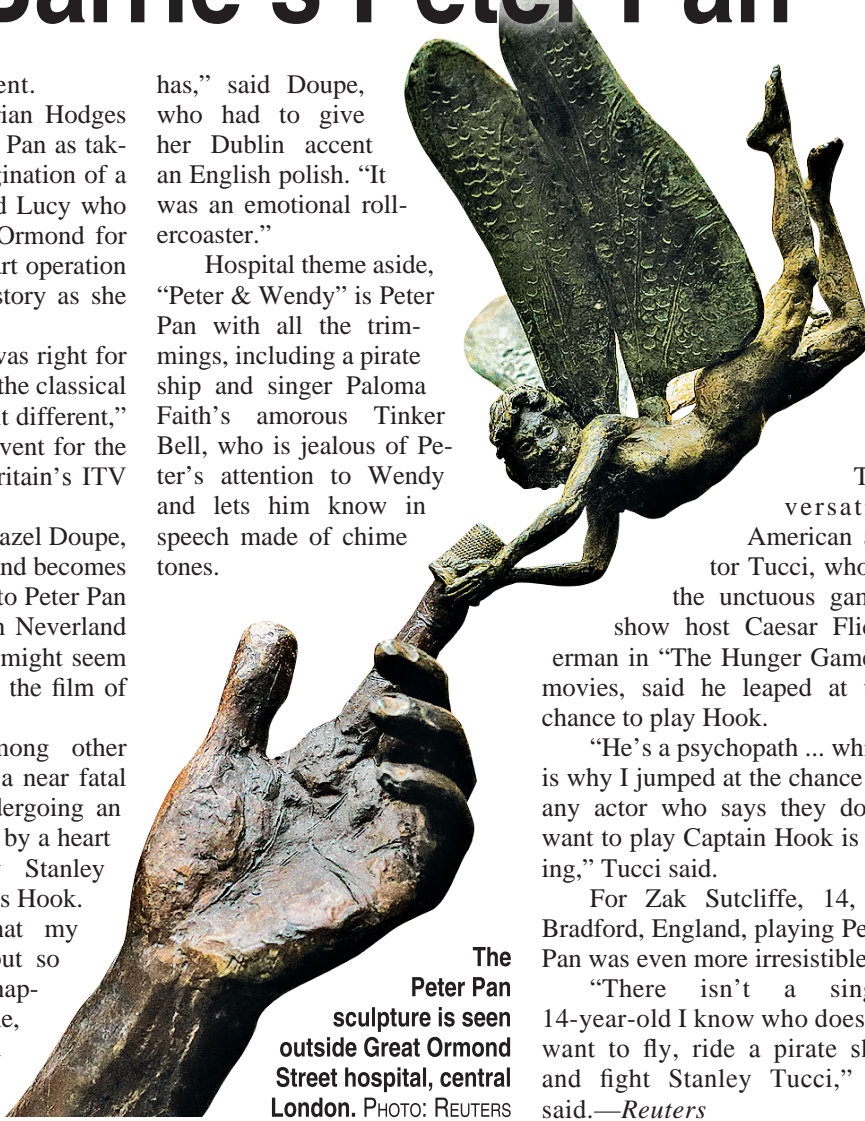 Barrie's Peter Pan
ent.
rian Hodges
Pan as tak-
gination of a
d Lucy who
Ormond for
art operation
story as she
was right for
the classical
t different,”
vent for the
ritain’s ITV
azel Doupe,
nd becomes
to Peter Pan
n Neverland
might seem
the film of
mong other
a near fatal
dergoing an
by a heart
Stanley
s Hook.
hat my
but so
hap-
e,
has,” said Doupe,
who had to give
her Dublin accent
an English polish. “It
was an emotional roll-
ercoaster.”
Hospital theme aside,
“Peter & Wendy” is Peter
Pan with all the trim-
mings, including a pirate
ship and singer Paloma
Faith’s amorous Tinker
Bell, who is jealous of Pe-
ter’s attention to Wendy
and lets him know in
speech made of chime
tones.
The
Peter Pan
sculpture is seen
outside Great Ormond
Street hospital, central
London. PHOTO: REUTERS
T
versat
American
tor Tucci, who
the unctuous gam
show host Caesar Flic
erman in “The Hunger Game
movies, said he leaped at
chance to play Hook.
“He’s a psychopath ... whi
is why I jumped at the chance
any actor who says they do
want to play Captain Hook is
ing,” Tucci said.
For Zak Sutcliffe, 14,
Bradford, England, playing Pe
Pan was even more irresistible
“There isn’t a sing
14-year-old I know who does
want to fly, ride a pirate sh
and fight Stanley Tucci,”
said.—Reuters